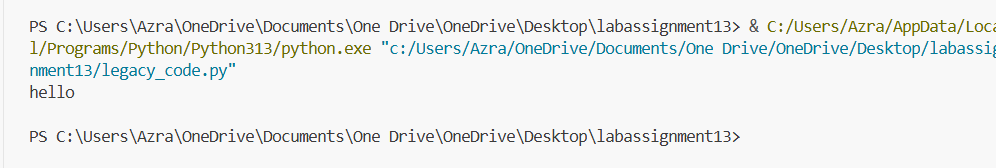 PS C:\Users\Azra\OneDrive\Documents\One Drive\OneDrive\Desktop\labassignment13> & C:/Users/Azra/AppData/Loca
l/Programs/Python/Python313/python.exe "c:/Users/Azra/OneDrive/Documents/One Drive/OneDrive/Desktop/labassig
nment13/legacy_code.py"
hello
PS C:\Users\Azra\OneDrive\Documents\One Drive\OneDrive\Desktop\labassignment13>